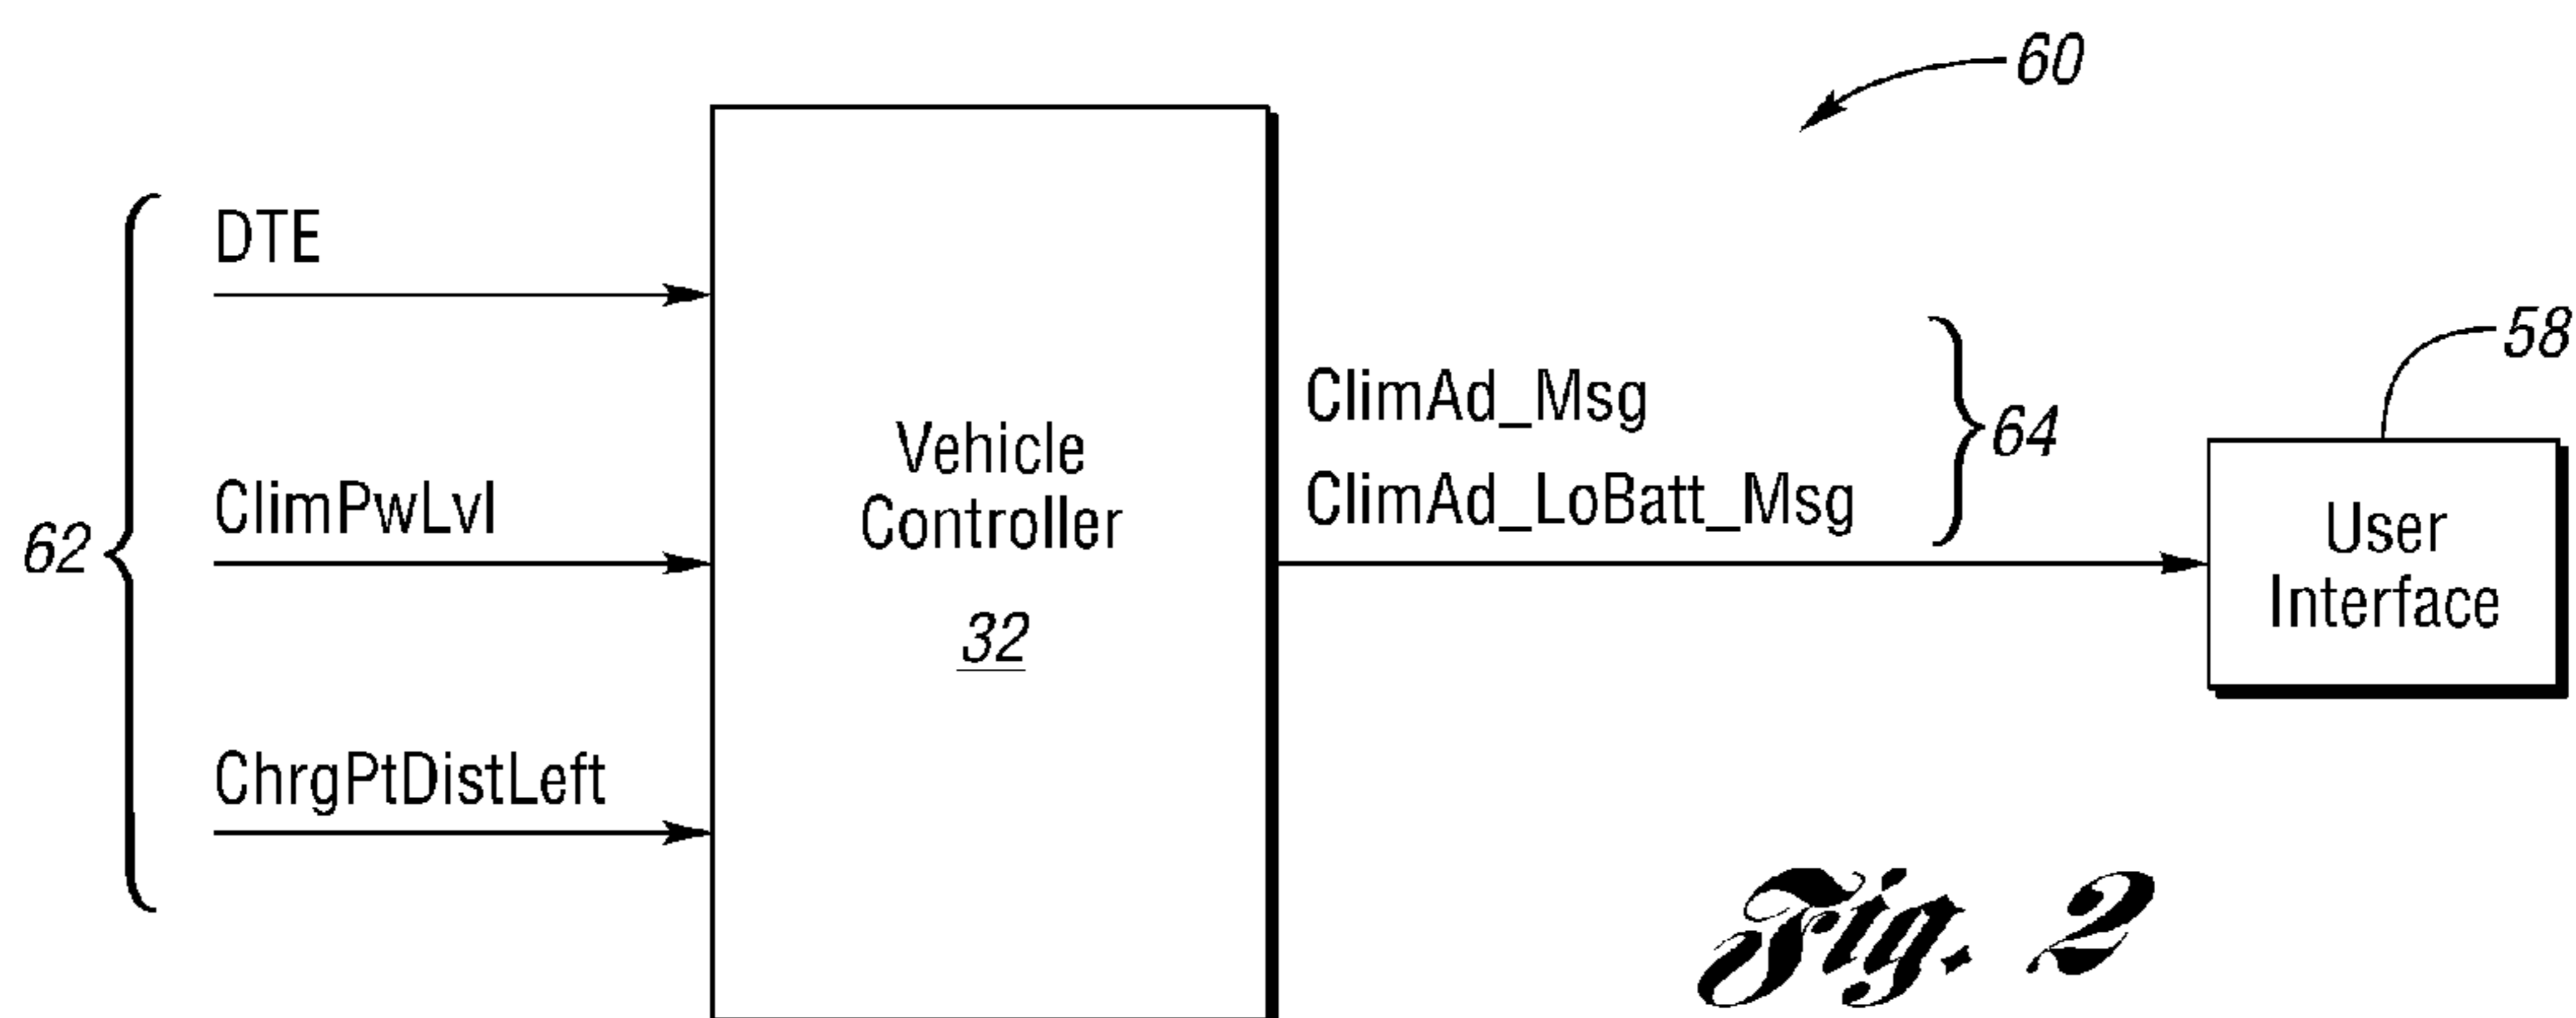 60
DTE
62
ClimPwLvl
ChrgPtDistLeft
Vehicle
Controller
32
ClimAd_Msg
ClimAd_LoBatt_Msg
64
58
User
Interface
Fig. 2